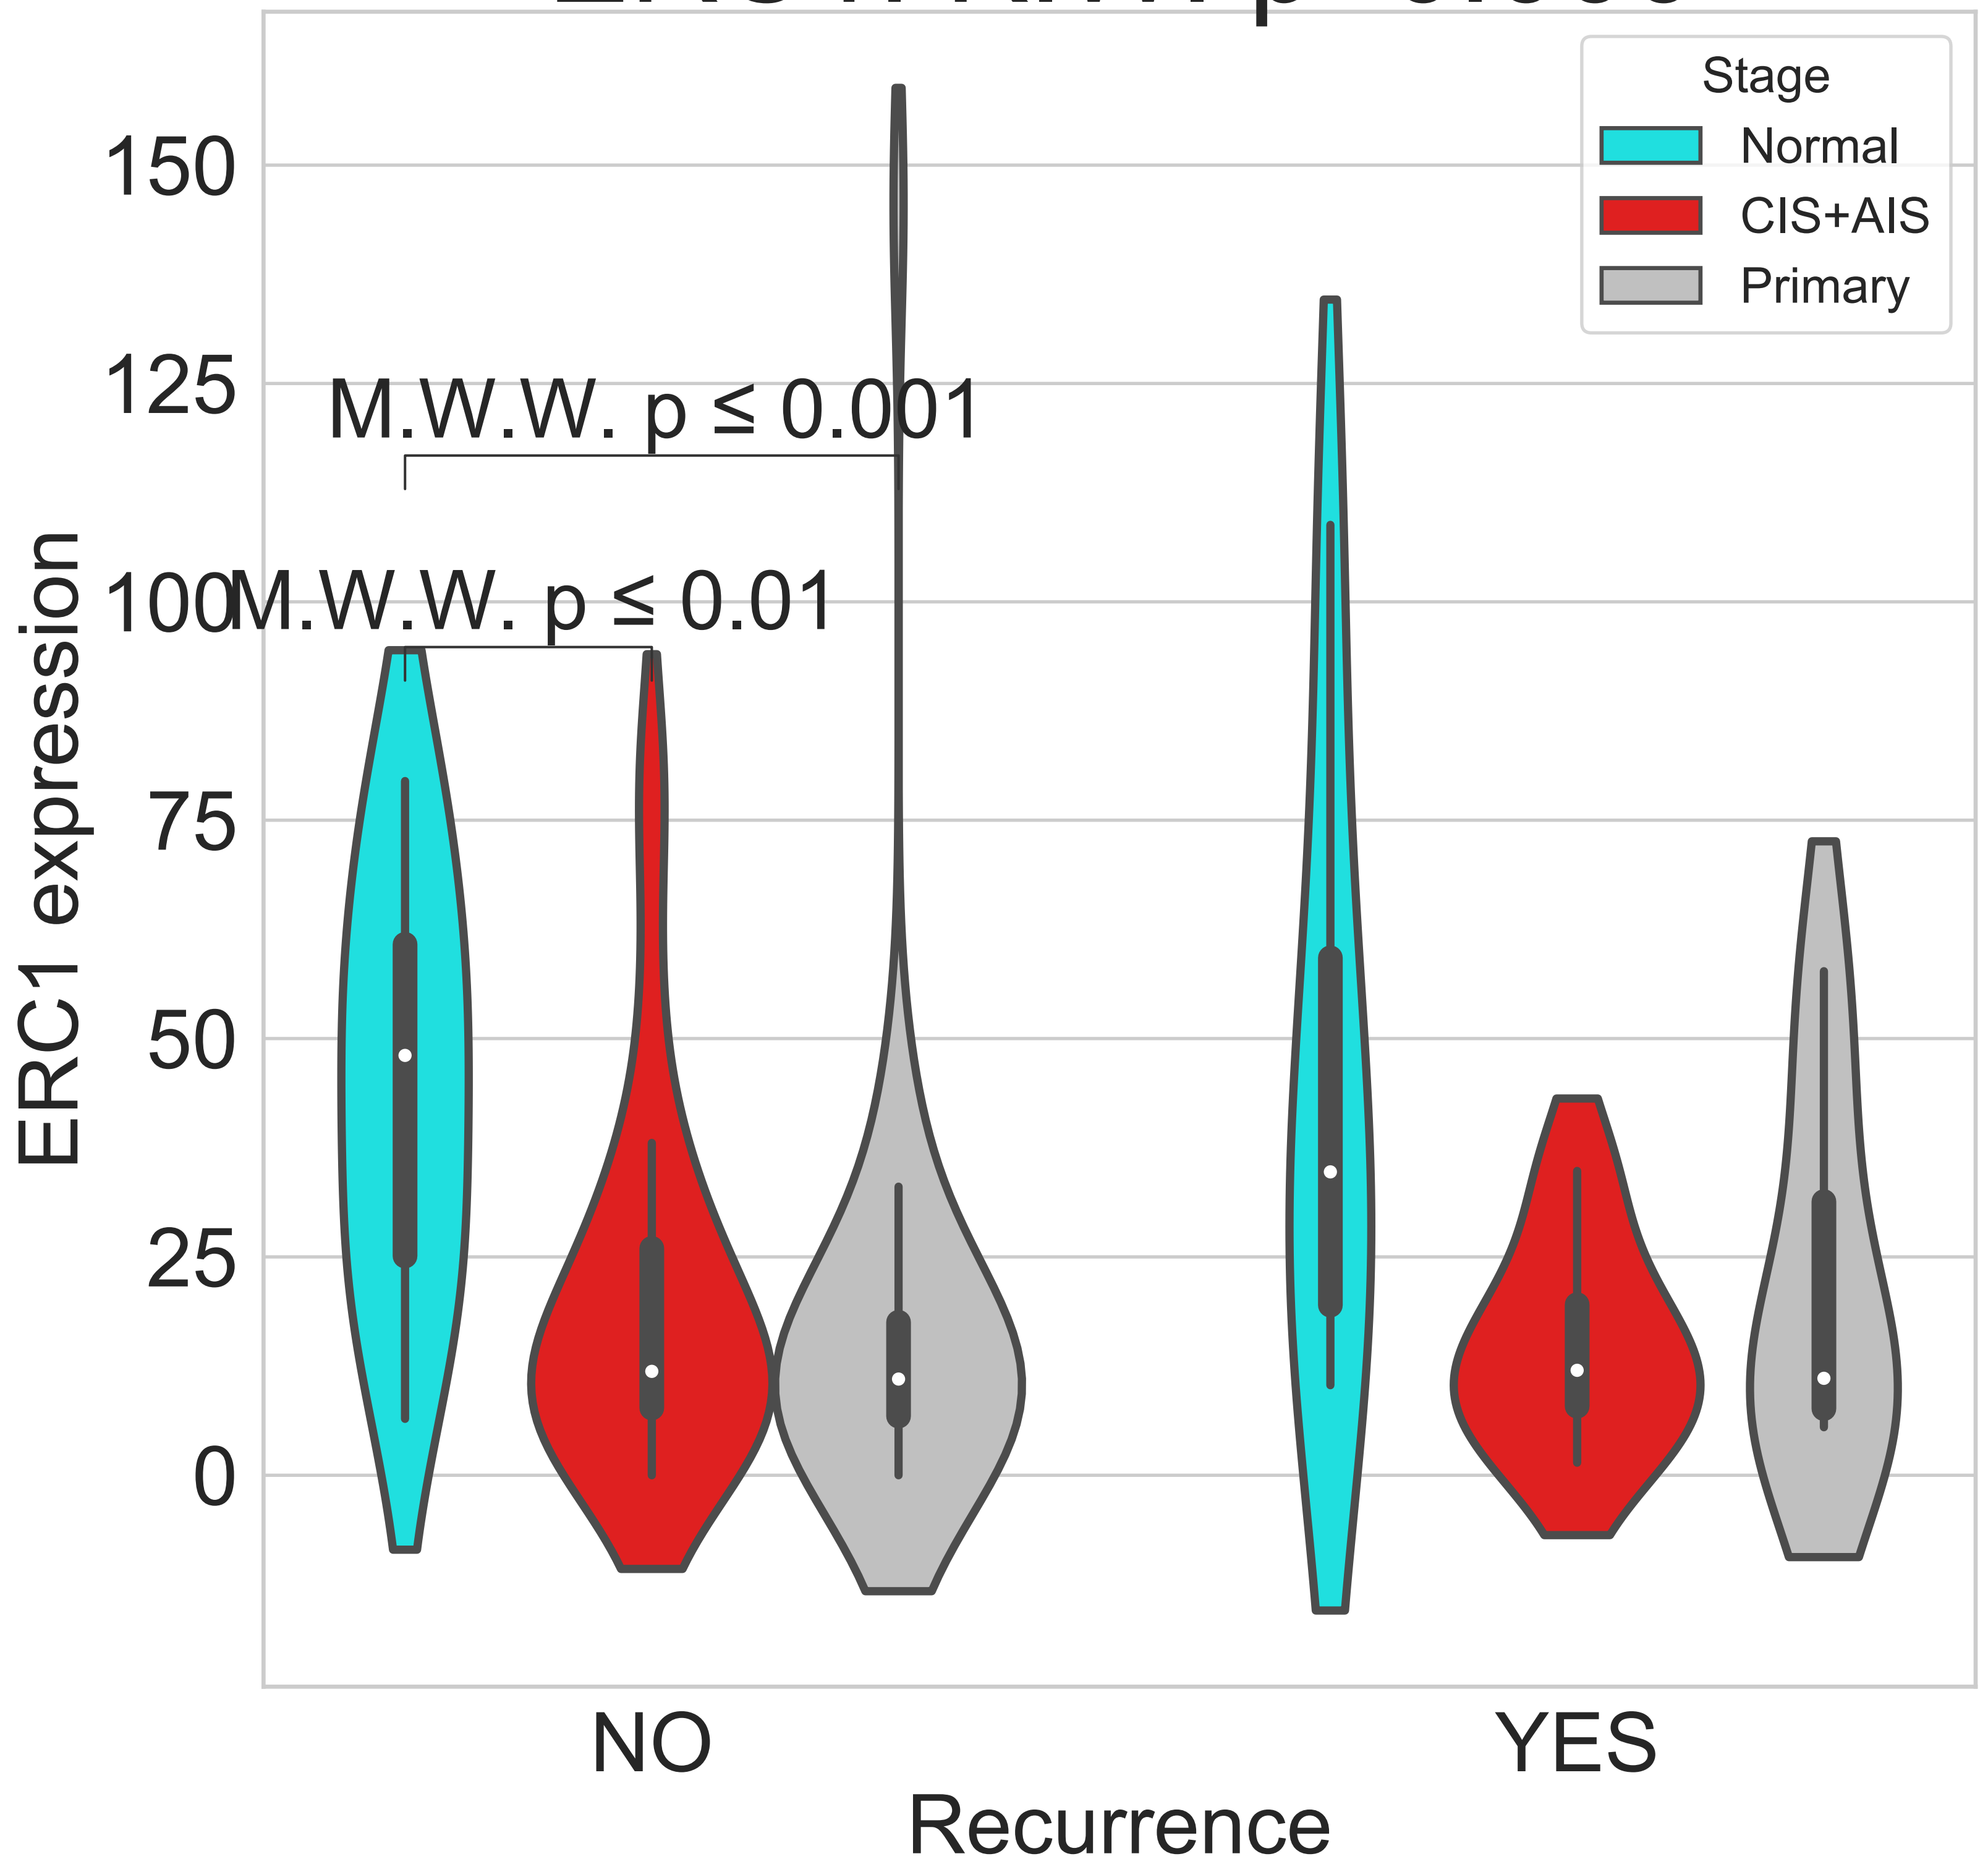 Stage
Normal
CIS+AIS
Primary
150
125
100
75
50
25
0
M.W.W. p ≤ 0.001
M.W.W. p ≤ 0.01
ERC1 expression
NO
YES
Recurrence